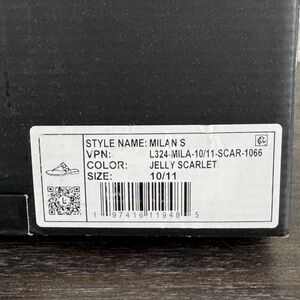 STYLE NAME: MILAN S
VPN: L324-MILA-10/11-SCAR-1066
COLOR: JELLY SCARLET
SIZE: 10/11
L
1 97416 11948 5